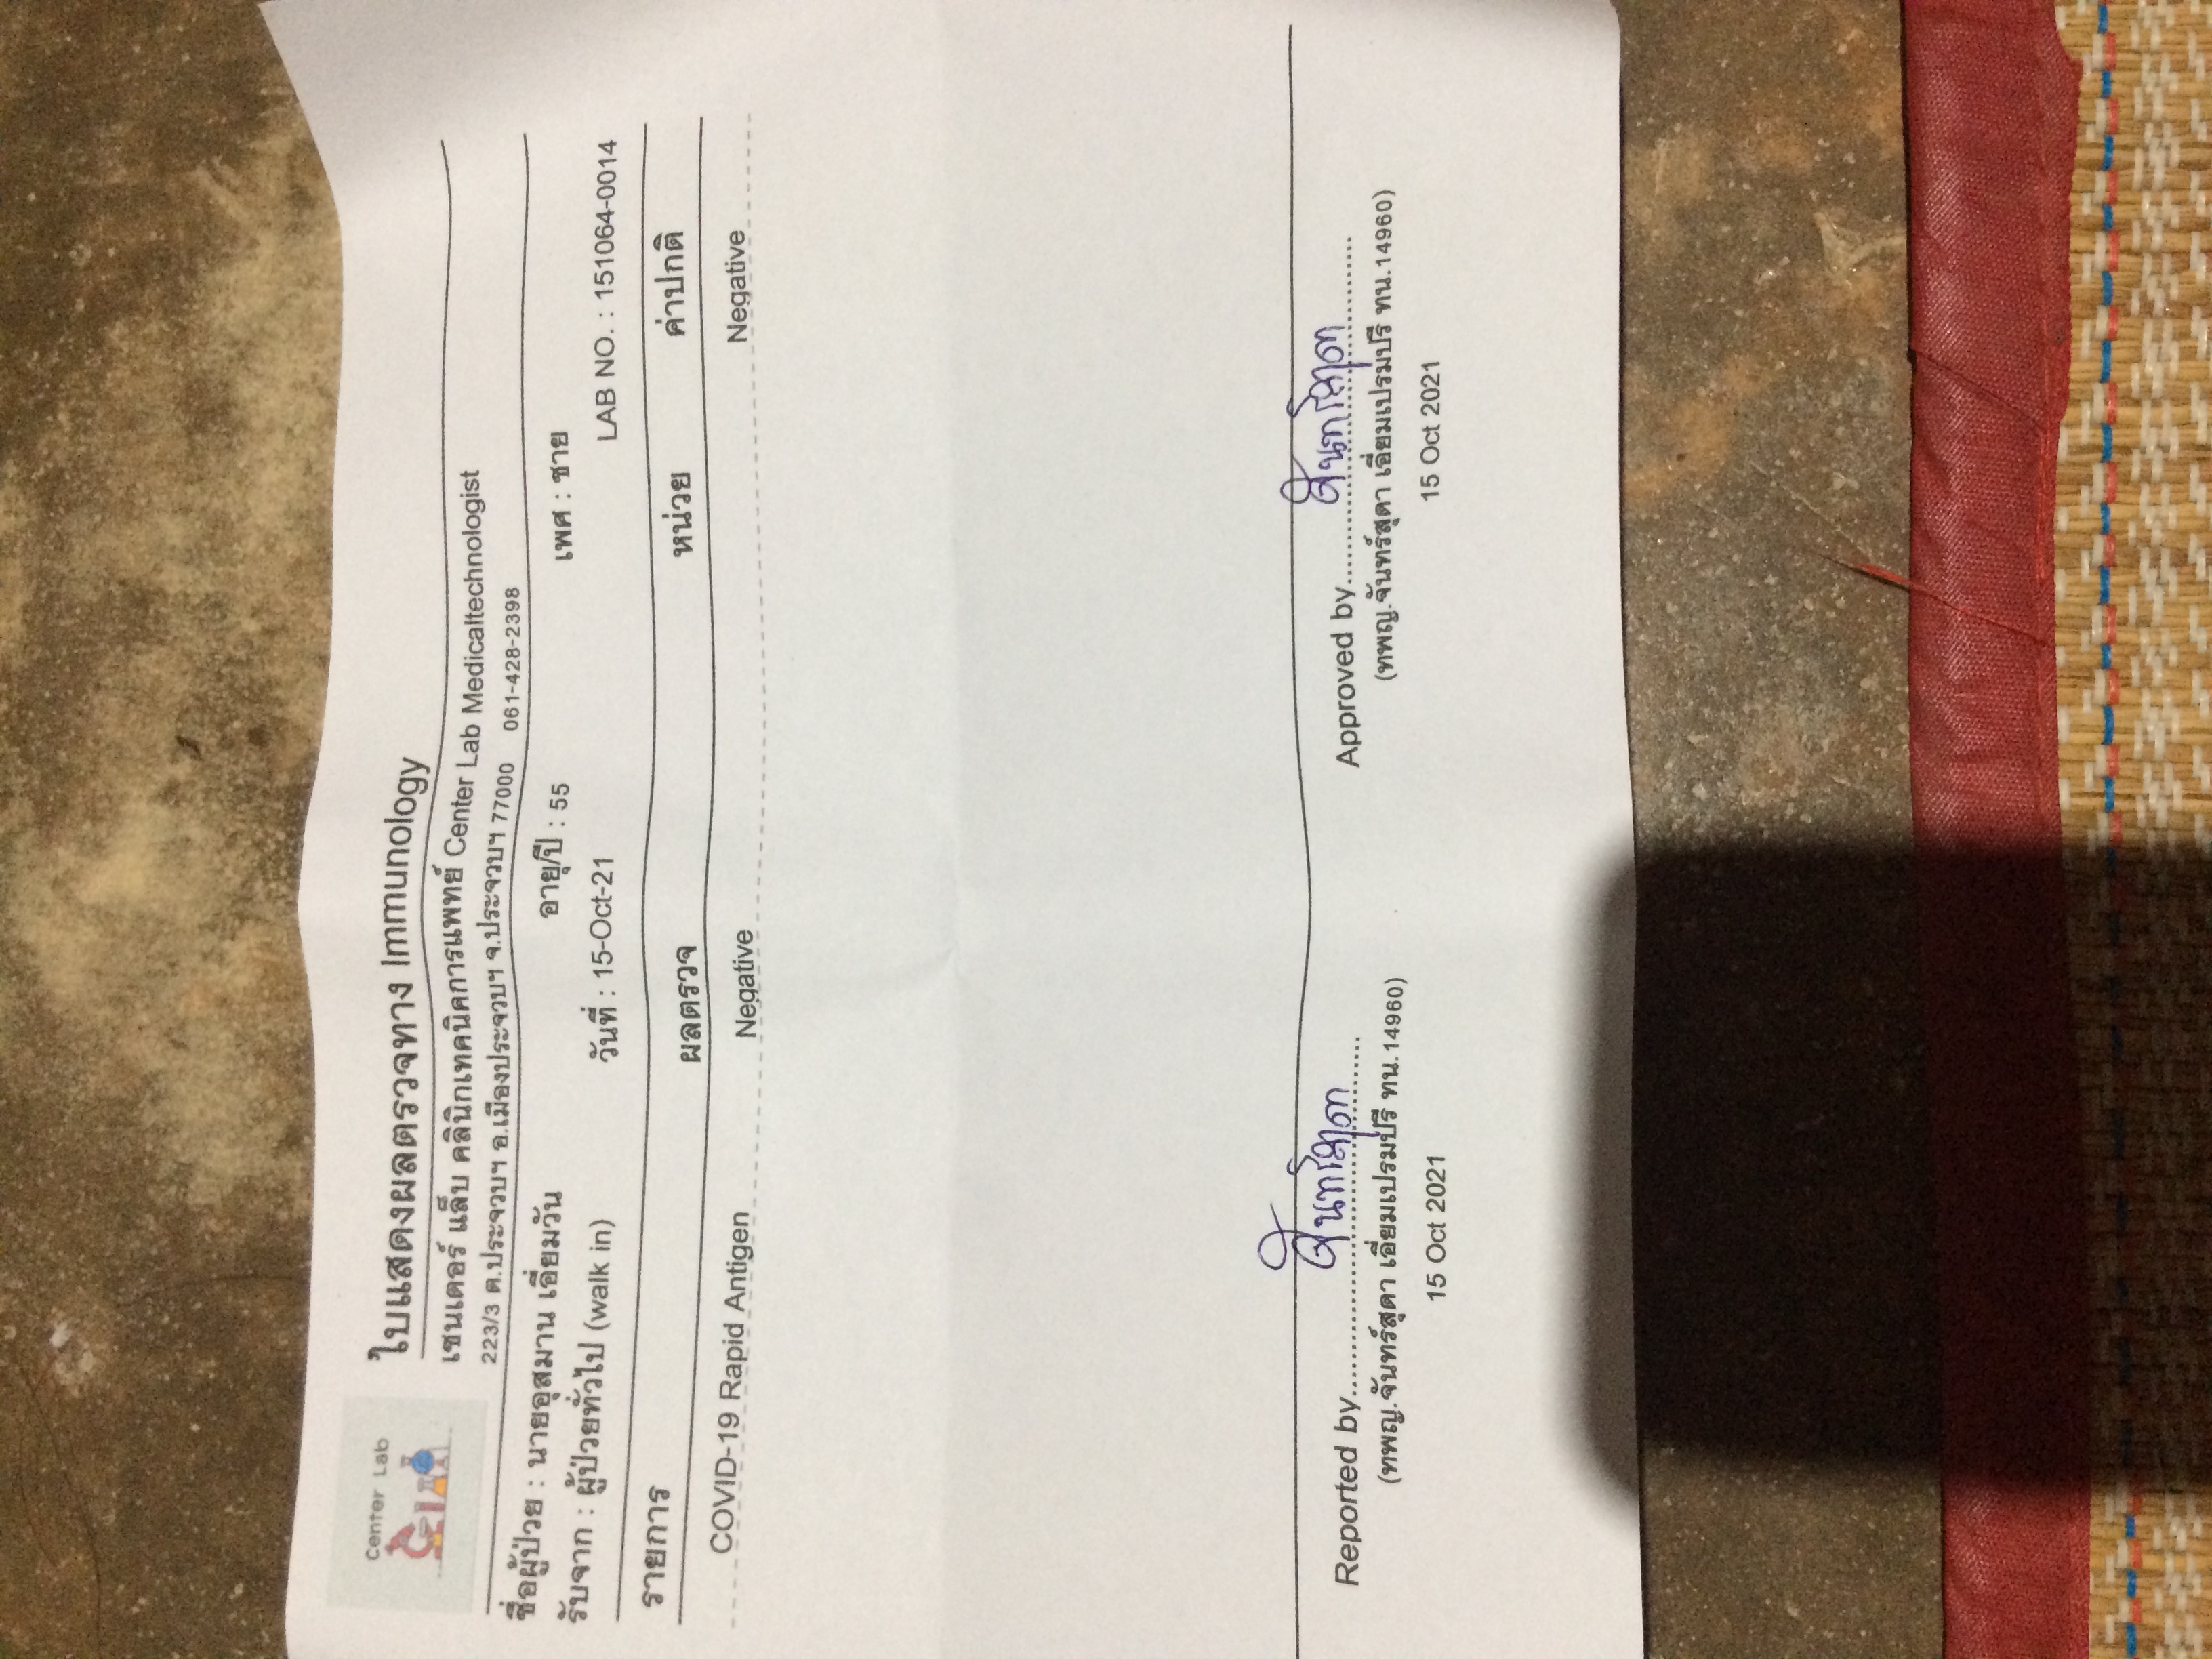 Center Lab
ใบแสดงผลตรวจทาง Immunology
เซนเตอร์ แล็บ คลินิกเทคนิคการแพทย์ Center Lab Medicaltechnologist
223/3 ต.ประจวบฯ อ.เมืองประจวบฯ จ.ประจวบฯ 77000 061-428-2398
ชื่อผู้ป่วย : นายอุสมาน เอี่ยมวัน อายุ/ปี : 55 เพศ : ชาย
รับจาก : ผู้ป่วยทั่วไป (walk in) วันที่ : 15-Oct-21 LAB NO. : 151064-0014
รายการ ผลตรวจ หน่วย ค่าปกติ
COVID-19 Rapid Antigen Negative Negative
Reported by จันทร์สุดา Approved by จันทร์สุดา
(ทพญ.จันทร์สุดา เอี่ยมเปรมปรี ทน.14960) (ทพญ.จันทร์สุดา เอี่ยมเปรมปรี ทน.14960)
15 Oct 2021 15 Oct 2021